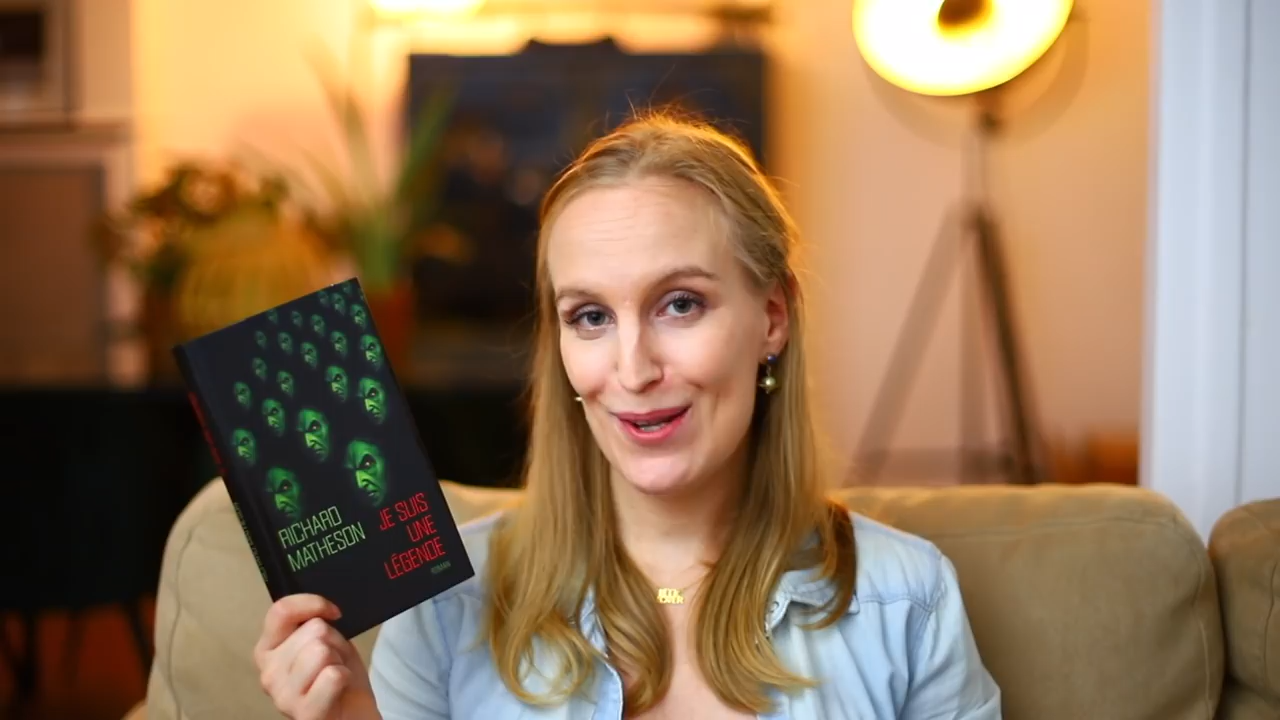 RICHARD
MATHESON
JE SUIS
UNE
LÉGENDE
ROMAN